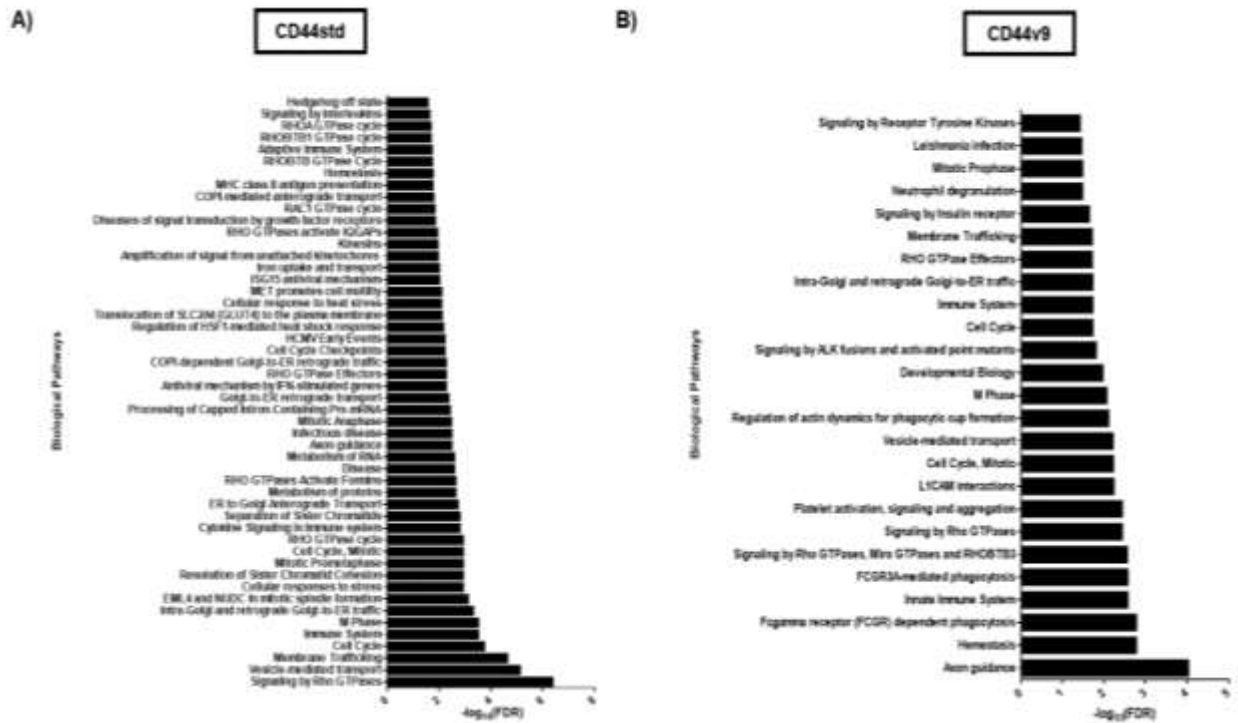 A)
CD44std
Biological Pathways
Hedgehog off state
Signaling by Interleukins
RHOA GTPase cycle
RHOBTB1 GTPase cycle
Adaptive Immune System
RHOBTB GTPase Cycle
Hemostasis
MHC class II antigen presentation
COPI-mediated anterograde transport
RAC1 GTPase cycle
Diseases of signal transduction by growth factor receptors
RHO GTPases activate IQGAPs
Kinesins
Amplification of signal from unattached kinetochores
Iron uptake and transport
ISG15 antiviral mechanism
MET promotes cell motility
Cellular response to heat stress
Translocation of SLC2A4 (GLUT4) to the plasma membrane
Regulation of HSF1-mediated heat shock response
HCMV Early Events
Cell Cycle Checkpoints
COPI-dependent Golgi-to-ER retrograde traffic
RHO GTPase Effectors
Antiviral mechanism by IFN-stimulated genes
Golgi-to-ER retrograde transport
Processing of Capped Intron-Containing Pre-mRNA
Mitotic Anaphase
Infectious disease
Axon guidance
Metabolism of RNA
Disease
RHO GTPases Activate Formins
Metabolism of proteins
ER to Golgi Anterograde Transport
Separation of Sister Chromatids
Cytokine Signaling in Immune system
RHO GTPase cycle
Cell Cycle, Mitotic
Mitotic Prometaphase
Resolution of Sister Chromatid Cohesion
Cellular responses to stress
EML4 and NUDC in mitotic spindle formation
Intra-Golgi and retrograde Golgi-to-ER traffic
M Phase
Immune System
Cell Cycle
Membrane Trafficking
Vesicle-mediated transport
Signaling by Rho GTPases
0 2 4 6 8
-log10(FDR)
B)
CD44v9
Biological Pathways
Signaling by Receptor Tyrosine Kinases
Leishmania infection
Mitotic Prophase
Neutrophil degranulation
Signaling by Insulin receptor
Membrane Trafficking
RHO GTPase Effectors
Intra-Golgi and retrograde Golgi-to-ER traffic
Immune System
Cell Cycle
Signaling by ALK fusions and activated point mutants
Developmental Biology
M Phase
Regulation of actin dynamics for phagocytic cup formation
Vesicle-mediated transport
Cell Cycle, Mitotic
L1CAM interactions
Platelet activation, signaling and aggregation
Signaling by Rho GTPases
Signaling by Rho GTPases, Miro GTPases and RHOBTB3
FCGR3A-mediated phagocytosis
Innate Immune System
Fcgamma receptor (FCGR) dependent phagocytosis
Hemostasis
Axon guidance
0 1 2 3 4 5
-log10(FDR)